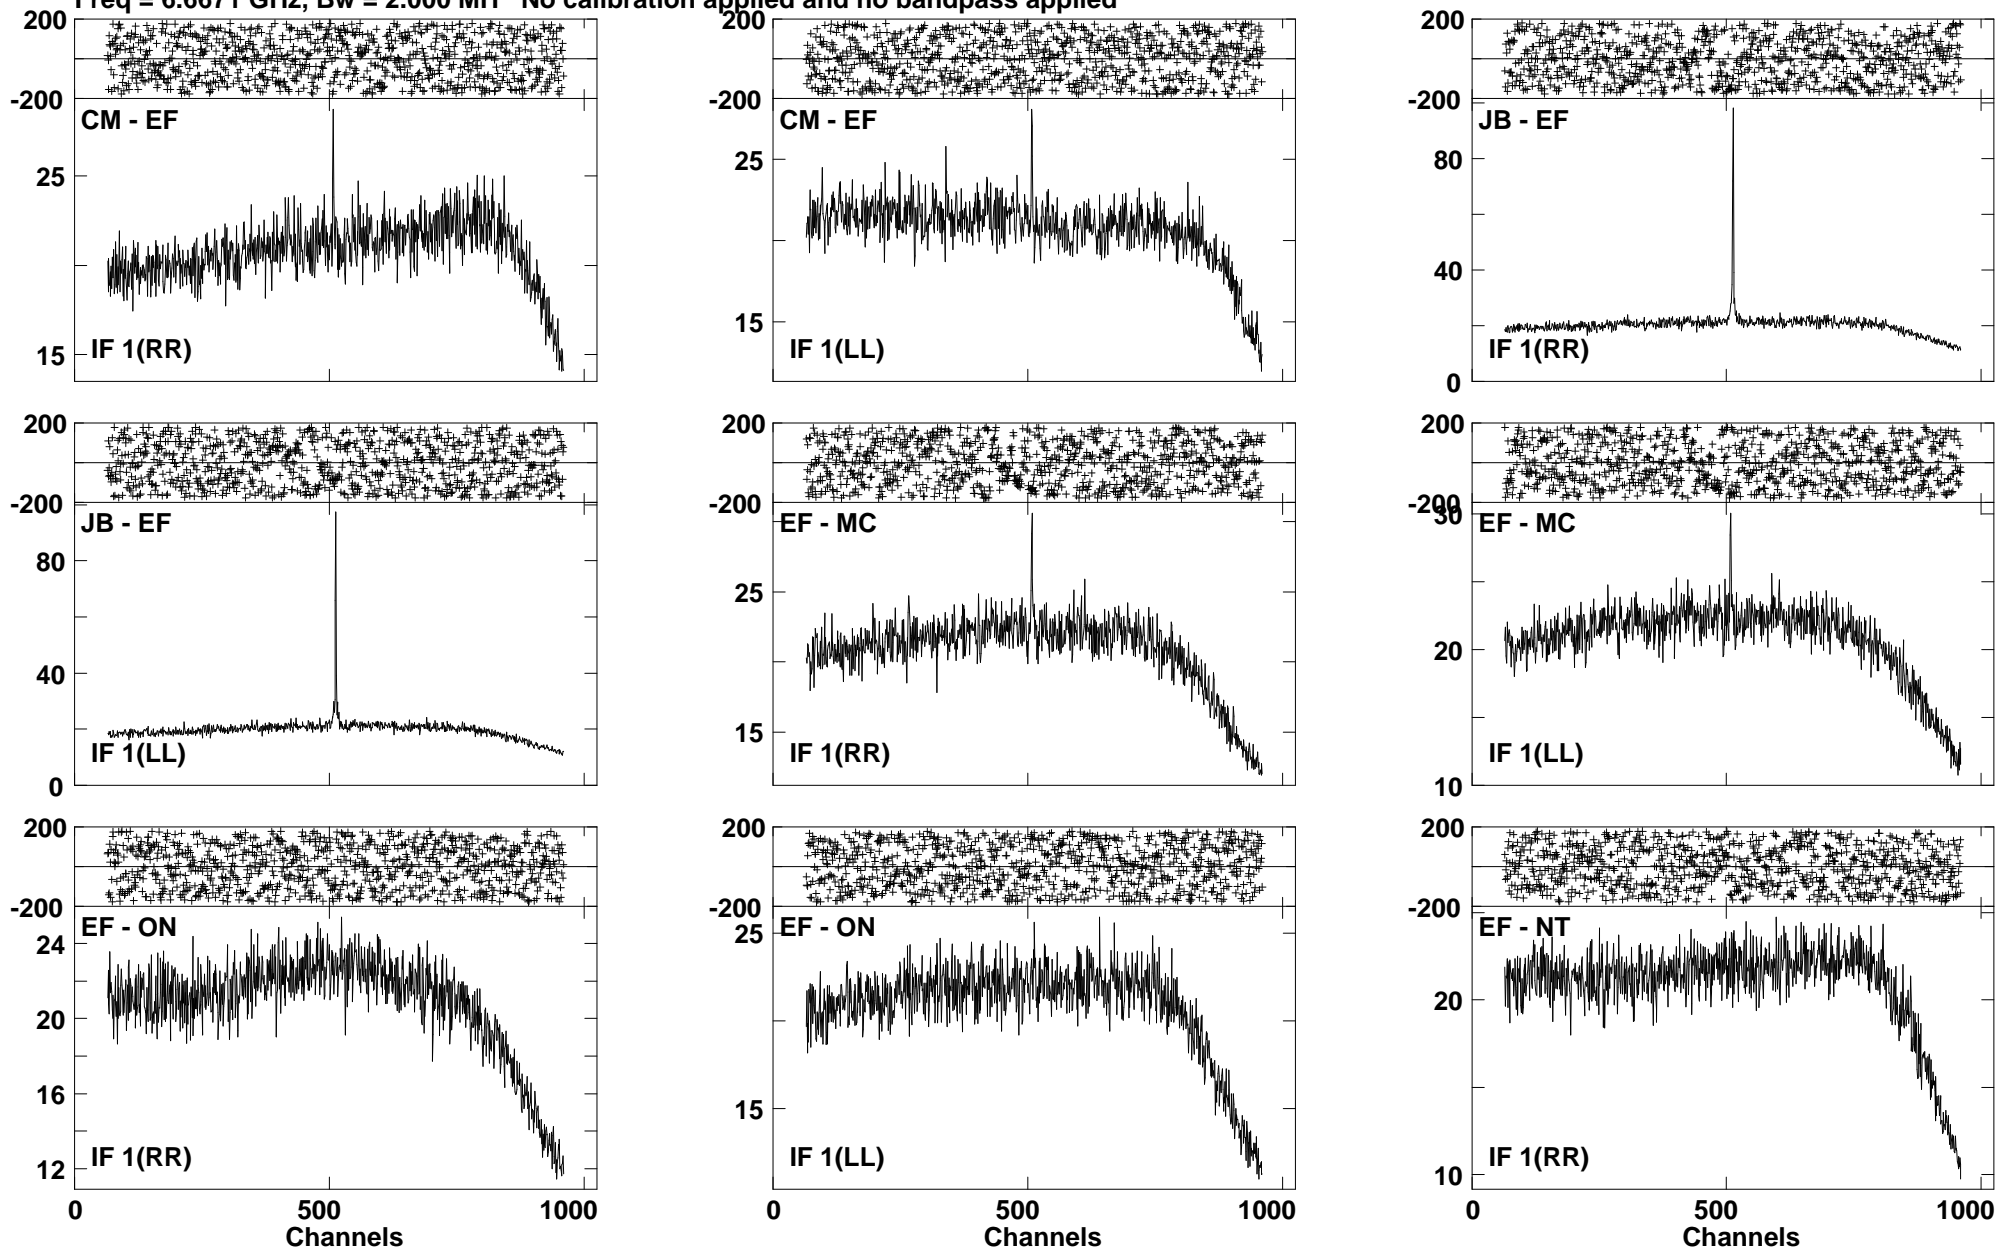 Freq = 6.6671 GHz, Bw = 2.000 MH No calibration applied and no bandpass applied
200 200 200
-200 -200 -200
CM - EF CM - EF JB - EF
25 25 80
40
15 15
IF 1(RR) IF 1(LL) IF 1(RR)
0
200 200 200
-200 -200 -200
30
JB - EF EF - MC EF - MC
80 25
20
40
15
IF 1(LL) IF 1(RR) IF 1(LL)
0 10
200 200 200
-200 -200 -200
EF - ON EF - ON EF - NT
24 25
20 20
16
15
IF 1(RR) IF 1(LL) IF 1(RR)
12 10
0 500 1000 0 500 1000 0 500 1000
Channels Channels Channels